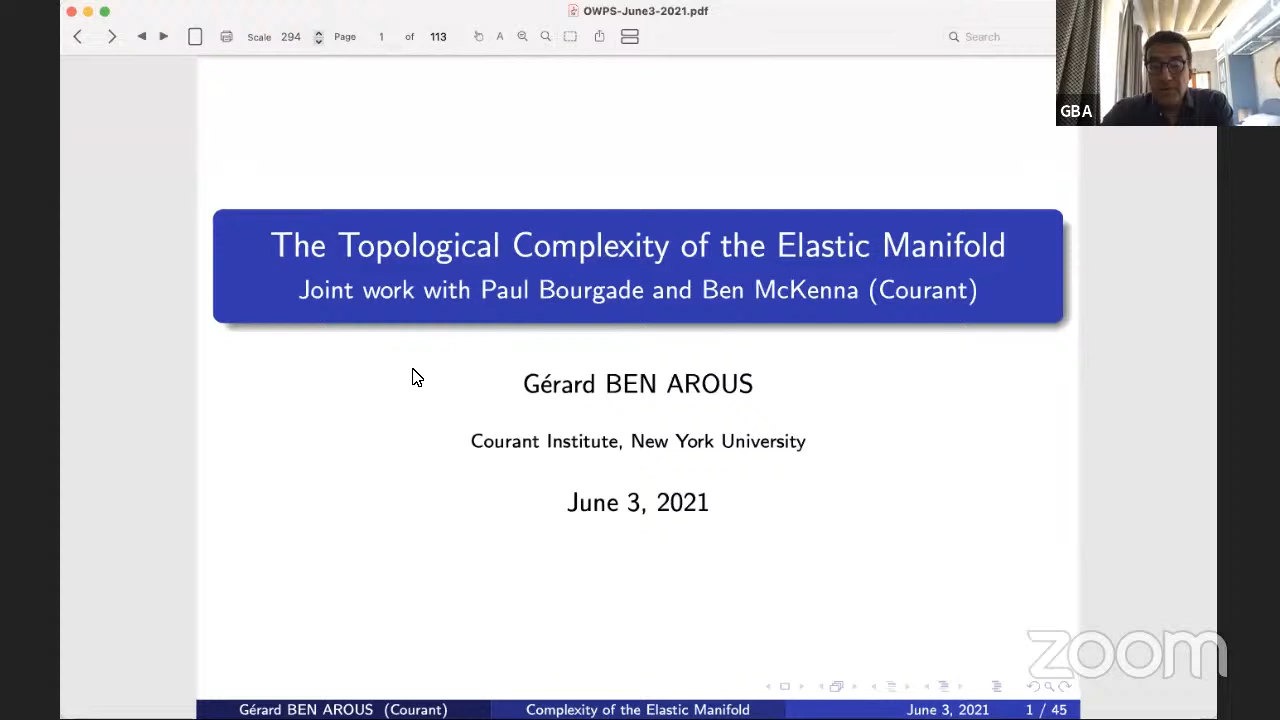 OWPS-June3-2021.pdf
Scale 294 Page 1 of 113 Search
GBA
The Topological Complexity of the Elastic Manifold
Joint work with Paul Bourgade and Ben McKenna (Courant)
Gérard BEN AROUS
Courant Institute, New York University
June 3, 2021
zoom
Gérard BEN AROUS (Courant) Complexity of the Elastic Manifold June 3, 2021 1 / 45